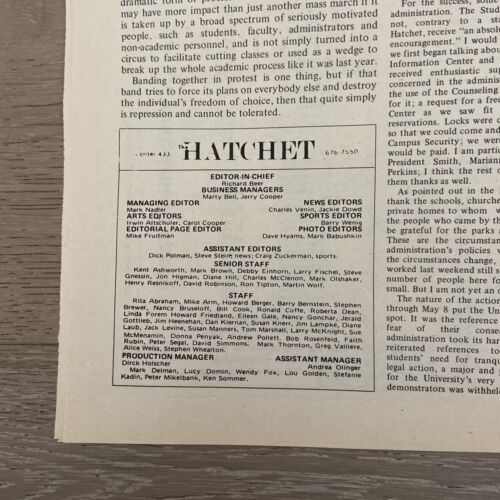 dramatic form of
may have more impact than just another mass march if it
is taken up by a broad spectrum of seriously motivated
people, such as students, faculty, administrators and
non-academic personnel, and is not simply turned into a
circus to facilitate cutting classes or used as a wedge to
break up the whole academic process like it was last year.
Banding together in protest is one thing, but if that
band tries to force its plans on everybody else and destroy
the individual's freedom of choice, then that quite simply
is repression and cannot be tolerated.
center 433
The HATCHET
676 7550
EDITOR-IN-CHIEF
Richard Beer
BUSINESS MANAGERS
Marty Bell, Jerry Cooper
MANAGING EDITOR
Mark Nadler
ARTS EDITORS
Irwin Altschuler, Carol Cooper
EDITORIAL PAGE EDITOR
Mike Fruitman
NEWS EDITORS
Charles Venin, Jackie Dowd
SPORTS EDITOR
Barry Wenig
PHOTO EDITORS
Dave Hyams, Mark Babushkin
ASSISTANT EDITORS
Dick Polman, Steve Stein; news; Craig Zuckerman, sports.
SENIOR STAFF
Kent Ashworth, Mark Brown, Debby Einhorn, Larry Fischel, Steve
Gnessin, Jon Higman, Diane Hill, Charles McClenon, Mark Olshaker,
Henry Resnikoff, David Robinson, Ron Tipton, Martin Wolf.
STAFF
Rita Abraham, Mike Arm, Howard Berger, Barry Bernstein, Stephen
Brewer, Nancy Bruseloff, Bill Cook, Ronald Cuffe, Roberta Dean,
Linda Forem Howard Friedland, Eileen Gale, Nancy Gonchar, Jerald
Gottlieb, Jim Heerman, Dan Kiernan, Susan Knerr, Jim Lampke, Diane
Laub, Jack Levine, Susan Manners, Tom Marshall, Larry McKnight, Sue
McMenamin, Donna Penyak, Andrew Pollett, Bob Rosenfeld, Faith
Rubin, Peter Segal, David Simmons, Mark Thornton, Greg Valliere,
Alice Weiss, Stephen Whealton.
PRODUCTION MANAGER
Dirck Holscher
ASSISTANT MANAGER
Andrea Olinger
Mark Delman, Lucy Domin, Wendy Fox, Lou Golden, Stefanie
Kadin, Peter Mikelbank, Ken Sommer.
For the success, some
administration. The Stud
not, contrary to a st
Hatchet, receive "an absolu
encouragement." I would
we first began talking about
Information Center and
received enthusiastic sup
concerned in the adminis
the use of the Counseling
for it; a request for a free
Center as we saw fit
reservations. Locks were c
so that we could come and
Campus Security; we were
would be paid. I am partic
President Smith, Mariann
Perkins; I think the rest o
them thanks as well.
As pointed out in the
thank the schools, churche
private homes to whom w
the people who came by th
be grateful for the parks
These are the circumstan
administration's policies
the circumstances change,
worked last weekend still s
number of people here fo
small. But I am not yet an o
The nature of the action
through May 8 put the Uni
spot. It was the reference
fear of their conse
administration took its har
reiterated references to
students' need for tranqu
legal action, a major and
for the University's very
demonstrators was withhel